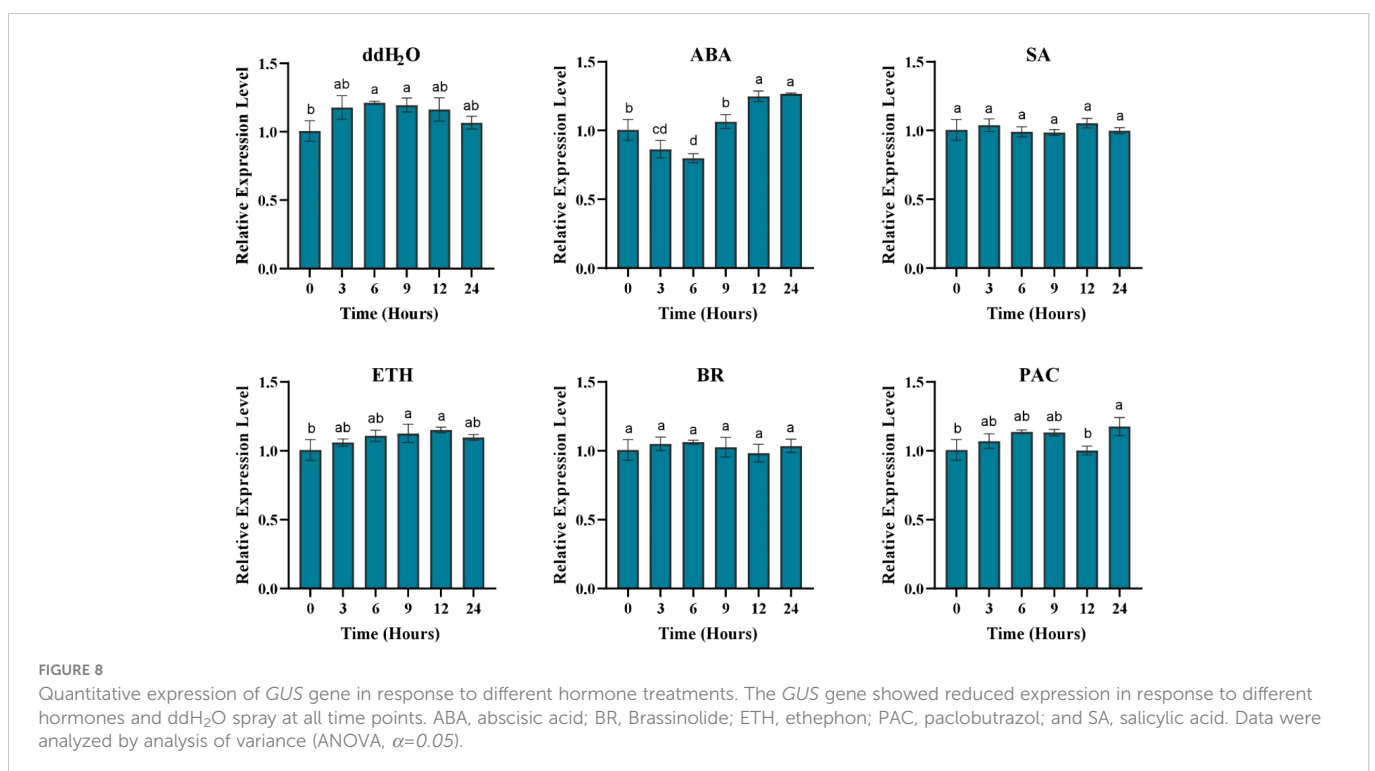 ddH₂O
Relative Expression Level
1.5
1.0
0.5
0.0
b ab a a ab ab
0 3 6 9 12 24
Time (Hours)
ABA
Relative Expression Level
1.5
1.0
0.5
0.0
b cd d b a a
0 3 6 9 12 24
Time (Hours)
SA
Relative Expression Level
1.5
1.0
0.5
0.0
a a a a a a
0 3 6 9 12 24
Time (Hours)
ETH
Relative Expression Level
1.5
1.0
0.5
0.0
b ab ab a a ab
0 3 6 9 12 24
Time (Hours)
BR
Relative Expression Level
1.5
1.0
0.5
0.0
a a a a a a
0 3 6 9 12 24
Time (Hours)
PAC
Relative Expression Level
1.5
1.0
0.5
0.0
b ab ab ab b a
0 3 6 9 12 24
Time (Hours)
FIGURE 8
Quantitative expression of GUS gene in response to different hormone treatments. The GUS gene showed reduced expression in response to different
hormones and ddH₂O spray at all time points. ABA, abscisic acid; BR, Brassinolide; ETH, ethephon; PAC, paclobutrazol; and SA, salicylic acid. Data were
analyzed by analysis of variance (ANOVA, α=0.05).